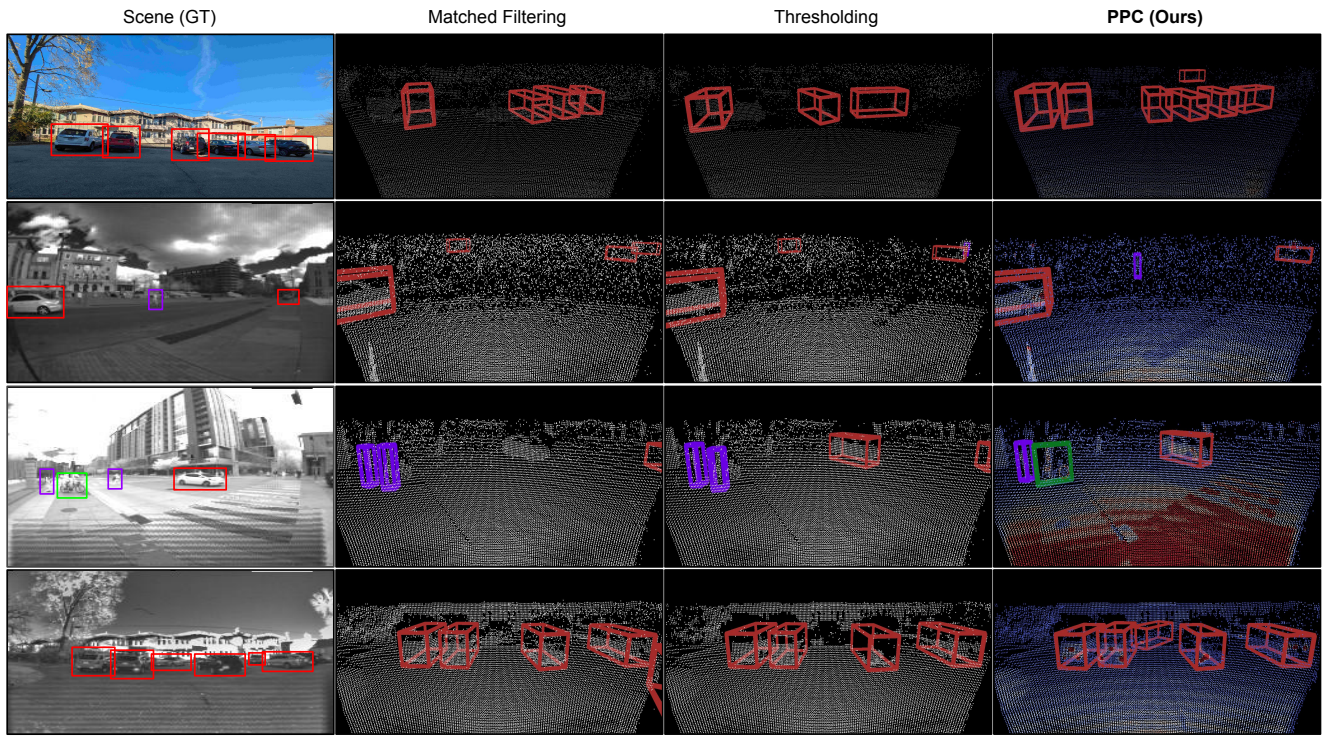 Scene (GT)
Matched Filtering
Thresholding
PPC (Ours)